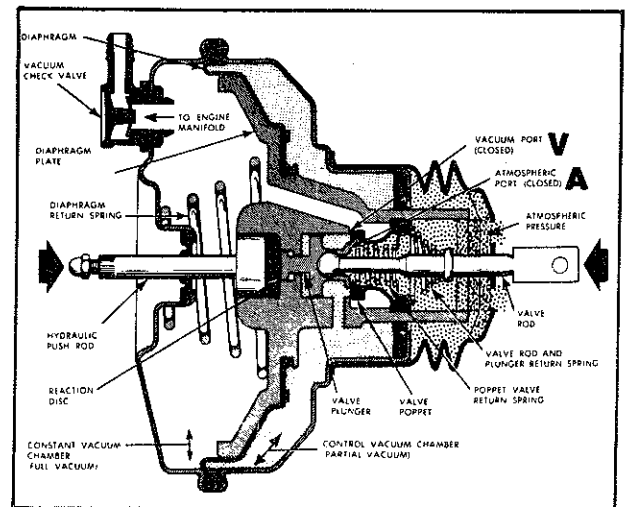 DIAPHRAGM
VACUUM
CHECK VALVE
TO ENGINE
MANIFOLD
DIAPHRAGM
PLATE
DIAPHRAGM
RETURN SPRING
HYDRAULIC
PUSH ROD
REACTION
DISC
CONSTANT VACUUM
CHAMBER
FULL VACUUM)
VACUUM PORT V
(CLOSED)
ATMOSPHERIC
PORT (CLOSED) A
ATMOSPHERIC
PRESSURE
VALVE
ROD
VALVE ROD AND
PLUNGER RETURN SPRING
POPPET VALVE
RETURN SPRING
VALVE
PLUNGER
VALVE
POPPET
CONTROL VACUUM CHAMBER
PARTIAL VACUUM)